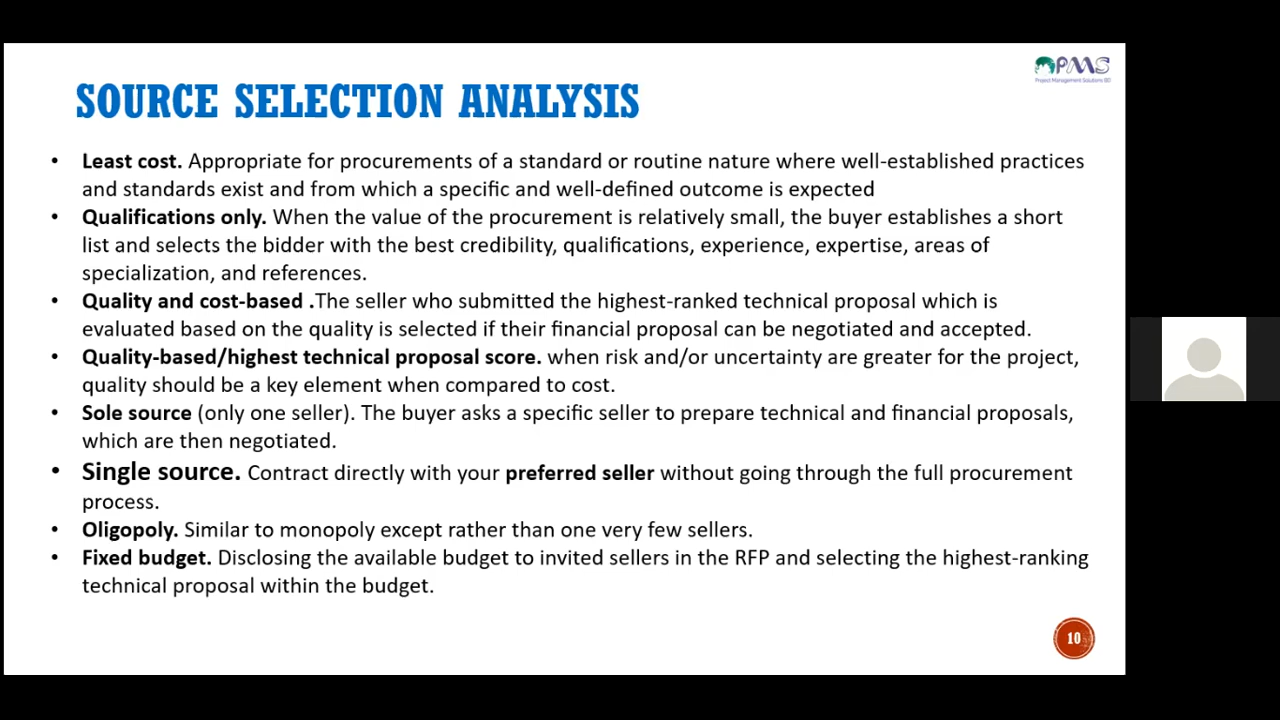 PMS
Project Management Solutions BD
SOURCE SELECTION ANALYSIS
• Least cost. Appropriate for procurements of a standard or routine nature where well-established practices
and standards exist and from which a specific and well-defined outcome is expected
• Qualifications only. When the value of the procurement is relatively small, the buyer establishes a short
list and selects the bidder with the best credibility, qualifications, experience, expertise, areas of
specialization, and references.
• Quality and cost-based .The seller who submitted the highest-ranked technical proposal which is
evaluated based on the quality is selected if their financial proposal can be negotiated and accepted.
• Quality-based/highest technical proposal score. when risk and/or uncertainty are greater for the project,
quality should be a key element when compared to cost.
• Sole source (only one seller). The buyer asks a specific seller to prepare technical and financial proposals,
which are then negotiated.
• Single source. Contract directly with your preferred seller without going through the full procurement
process.
• Oligopoly. Similar to monopoly except rather than one very few sellers.
• Fixed budget. Disclosing the available budget to invited sellers in the RFP and selecting the highest-ranking
technical proposal within the budget.
10